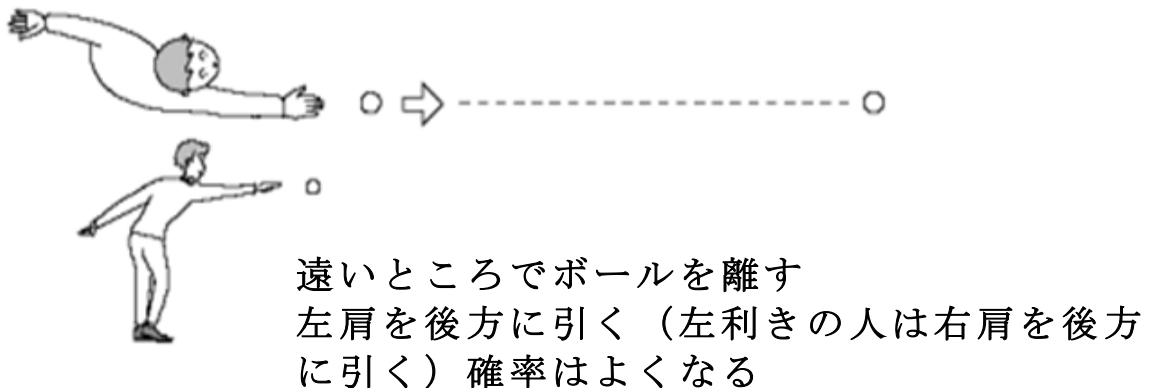 遠いところでボールを離す
左肩を後方に引く（左利きの人は右肩を後方
に引く）確率はよくなる